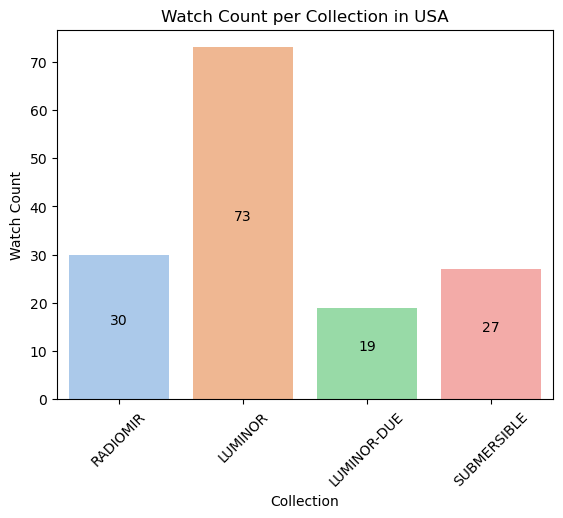 Watch Count per Collection in USA
Watch Count
70
60
50
40
30
20
10
0
30
73
19
27
RADIOMIR
LUMINOR
LUMINOR-DUE
SUBMERSIBLE
Collection